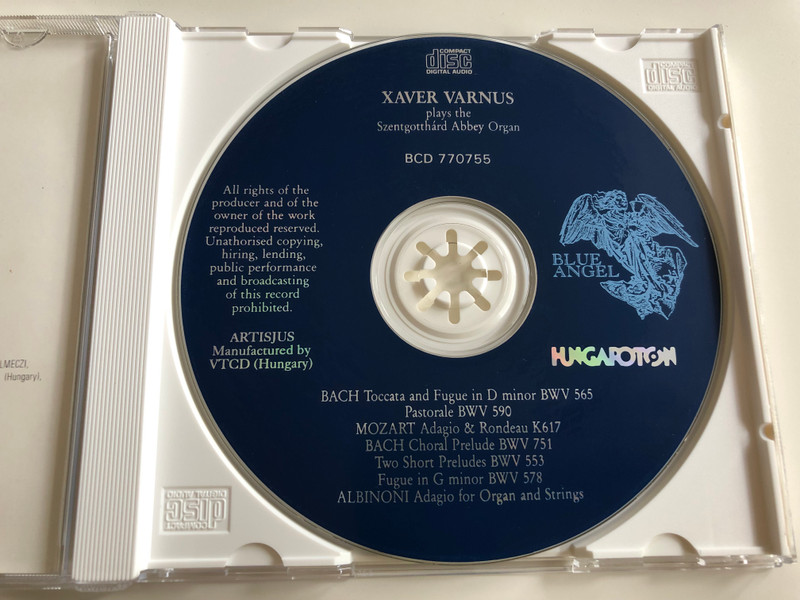 COMPACT
disc
DIGITAL AUDIO
XAVER VARNUS
plays the
Szentgotthárd Abbey Organ
BCD 770755
All rights of the
producer and of the
owner of the work
reproduced reserved.
Unathorised copying,
hiring, lending,
public performance
and broadcasting
of this record
prohibited.
ARTISJUS
Manufactured by
VTCD (Hungary)
BLUE
ANGEL
HUNGAROTON
BACH Toccata and Fugue in D minor BWV 565
Pastorale BWV 590
MOZART Adagio & Rondeau K617
BACH Choral Prelude BWV 751
Two Short Preludes BWV 553
Fugue in G minor BWV 578
ALBINONI Adagio for Organ and Strings
COMPACT
disc
DIGITAL AUDIO
COMPACT
disc
DIGITAL AUDIO
LMECZI,
(Hungary),